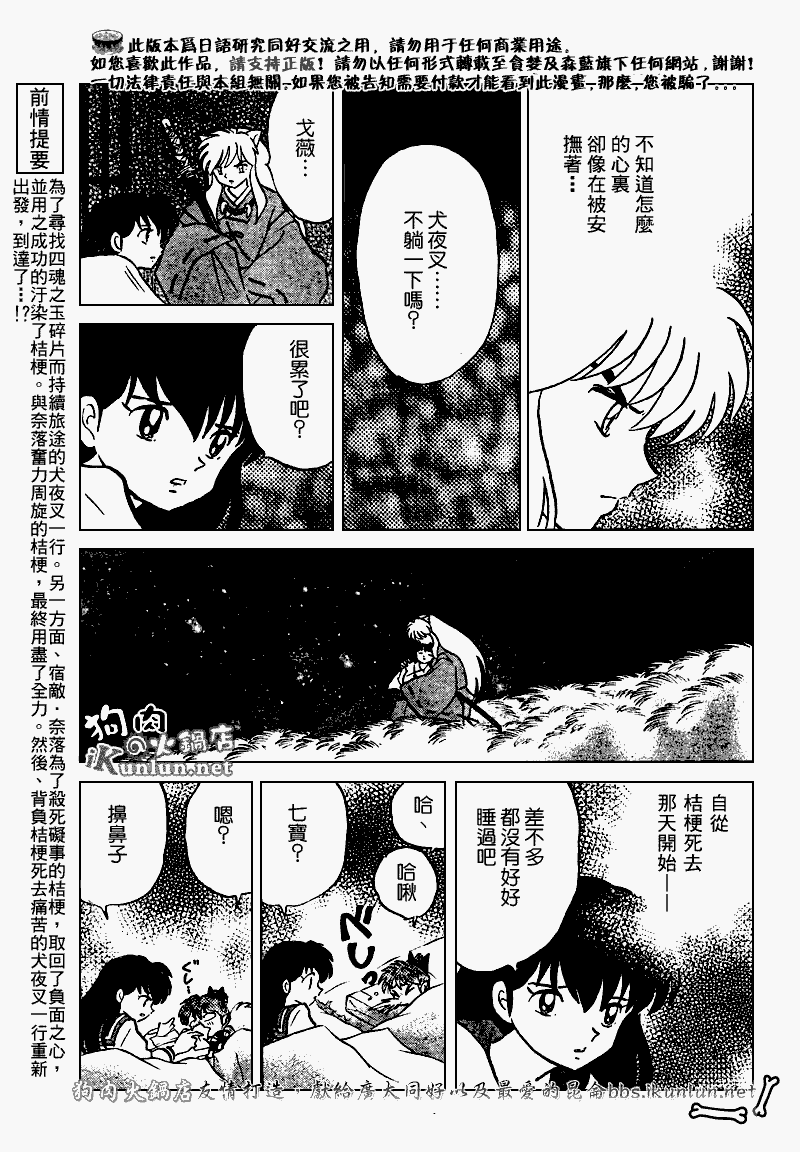 此版本爲日語研究同好交流之用，請勿用于任何商業用途。
如您喜歡此作品，請支持正版！請勿以任何形式轉載至貪婪及森藍旗下任何網站，謝謝！
一切法律責任與本組無關。如果您被告知需要付款才能看到此漫畫，那麼，您被騙了...
前情提要
為了尋找四魂之玉碎片而持續旅途的犬夜叉一行。另一方面、宿敵・奈落為了殺死礙事的桔梗，取回了負面之心，
並用之成功的汙染了桔梗。與奈落奮力周旋的桔梗，最終用盡了全力。然後、背負桔梗死去痛苦的犬夜叉一行重新
出發，到達了…!?
不知道怎麼
的心裏
卻像在被安
撫著…
犬夜叉……
不躺一下嗎？
戈薇…
很累了吧？
自從
桔梗死去
那天開始——
差不多
都沒有好好
睡過吧
哈、
哈啾
七寶？
嗯？
擤鼻子
狗肉の火鍋店
iKunlun.net
狗肉火鍋店友情打造，獻給廣大同好以及最愛的昆侖bbs.ikunlun.net